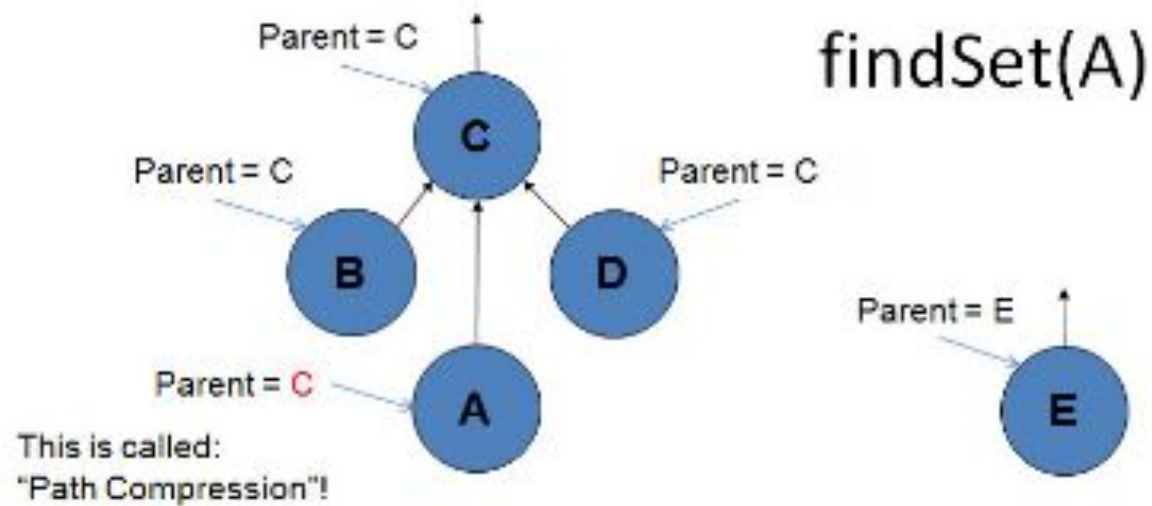 Parent = C
findSet(A)
C
Parent = C
Parent = C
B
D
Parent = E
Parent = C
A
E
This is called:
“Path Compression”!